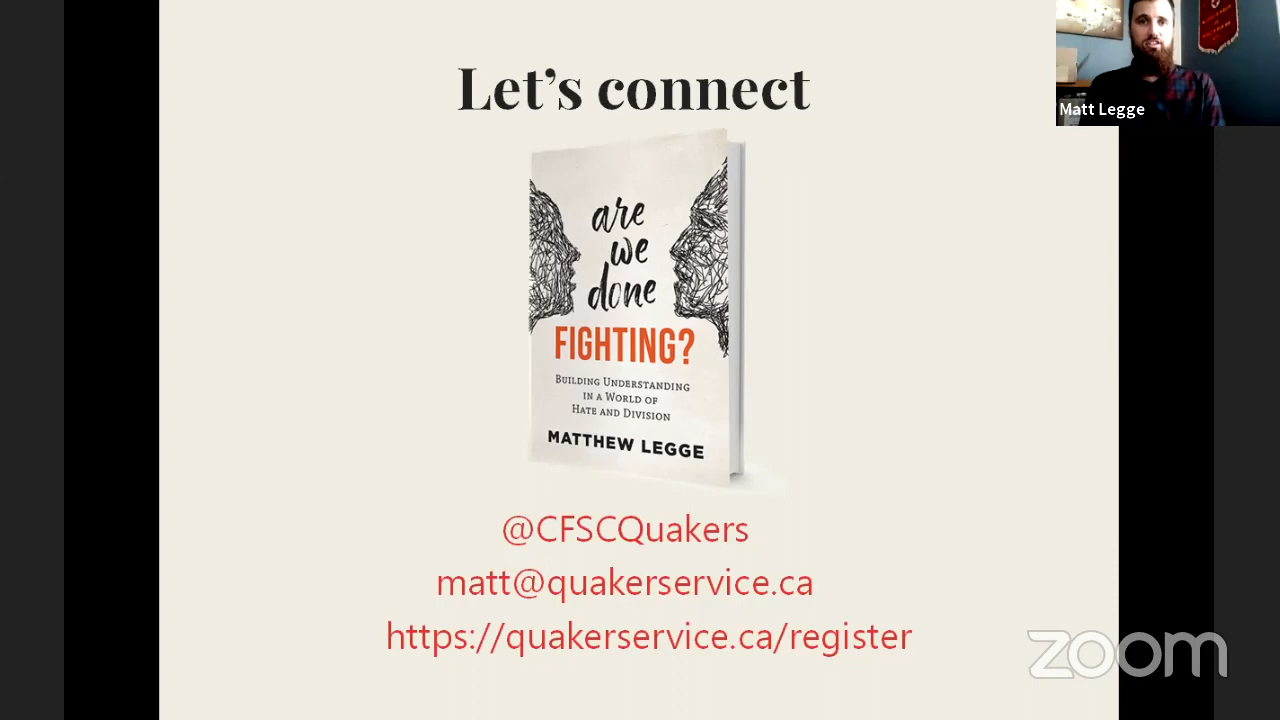 Let's connect
Matt Legge
are
we
done
FIGHTING?
BUILDING UNDERSTANDING
IN A WORLD OF
HATE AND DIVISION
MATTHEW LEGGE
@CFSCQuakers
matt@quakerservice.ca
https://quakerservice.ca/register
zoom